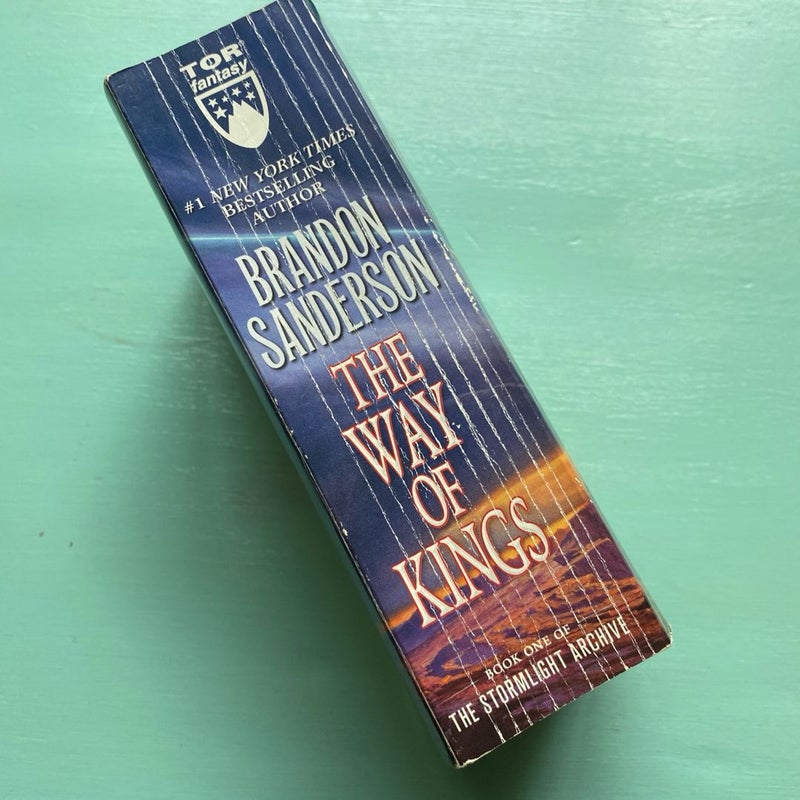 TOR
fantasy
#1 NEW YORK TIMES
BESTSELLING
AUTHOR
BRANDON
SANDERSON
THE
WAY
OF
KINGS
BOOK ONE OF
THE STORMLIGHT ARCHIVE